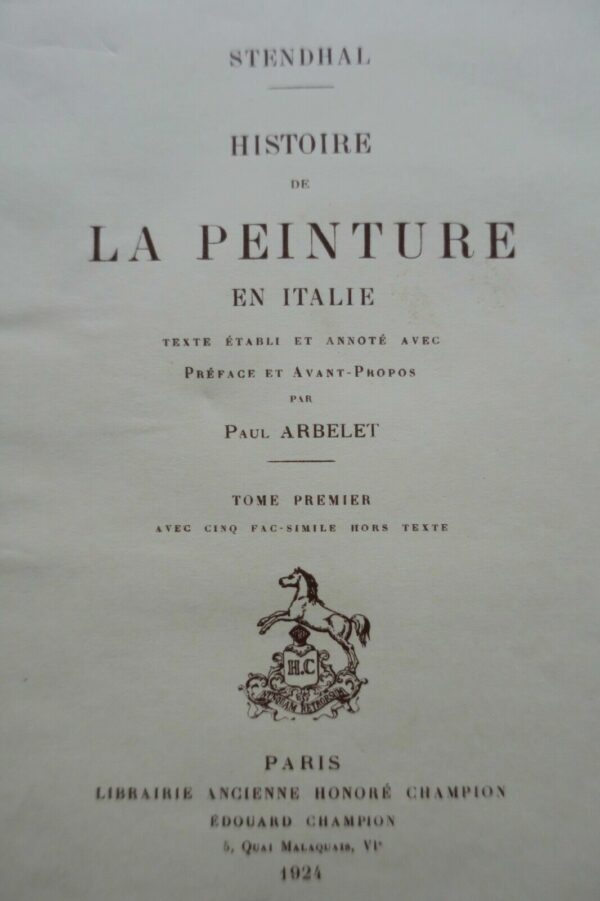 STENDHAL
HISTOIRE
DE
LA PEINTURE
EN ITALIE
TEXTE ÉTABLI ET ANNOTÉ AVEC
PRÉFACE ET AVANT-PROPOS
PAR
PAUL ARBELET
TOME PREMIER
AVEC CINQ FAC-SIMILE HORS TEXTE
H.C
NUNQUAM RETRORSUM
PARIS
LIBRAIRIE ANCIENNE HONORÉ CHAMPION
ÉDOUARD CHAMPION
5, QUAI MALAQUAIS, VIe
1924